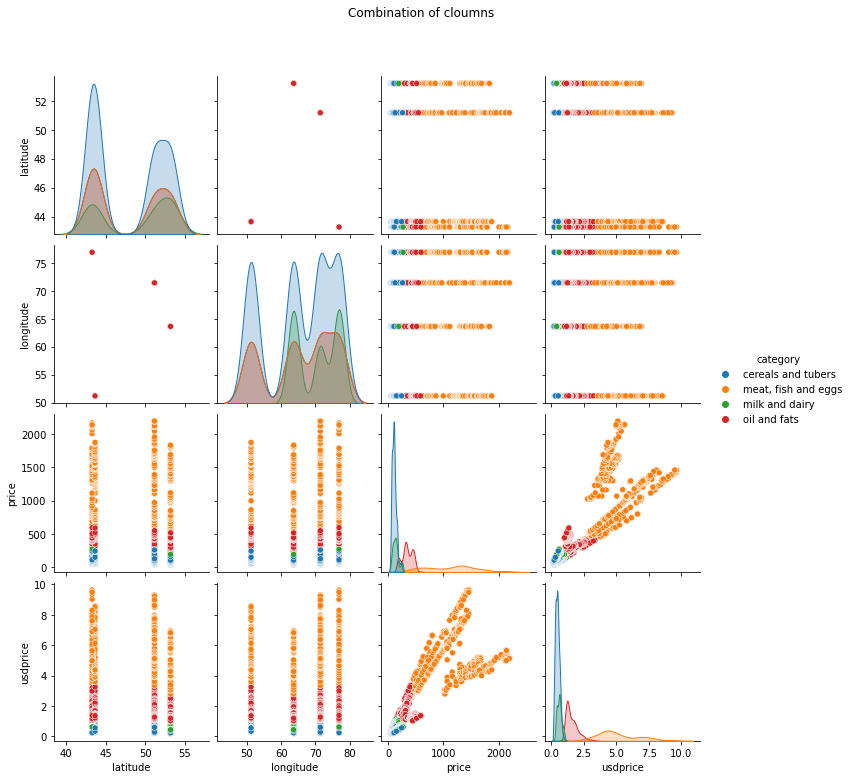 Combination of cloumns
52
50
48
46
44
latitude
75
70
65
60
55
50
longitude
category
cereals and tubers
meat, fish and eggs
milk and dairy
oil and fats
2000
1500
1000
500
0
price
10
8
6
4
2
0
usdprice
40 45 50 55
50 60 70 80
0 1000 2000
0.0 2.5 5.0 7.5 10.0
latitude longitude price usdprice